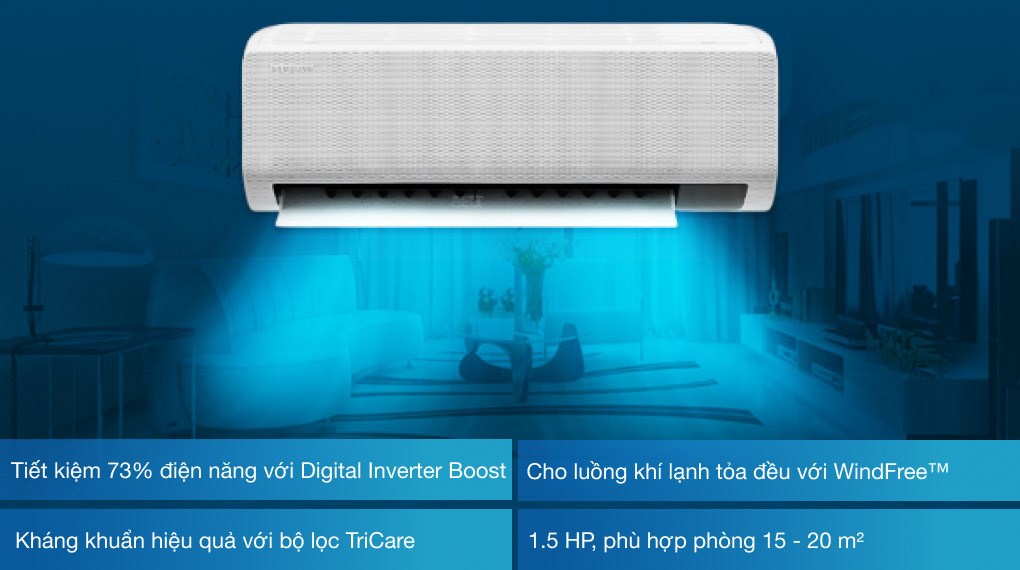 Tiết kiệm 73% điện năng với Digital Inverter Boost
Cho luồng khí lạnh tỏa đều với WindFree™
Kháng khuẩn hiệu quả với bộ lọc TriCare
1.5 HP, phù hợp phòng 15 - 20 m²